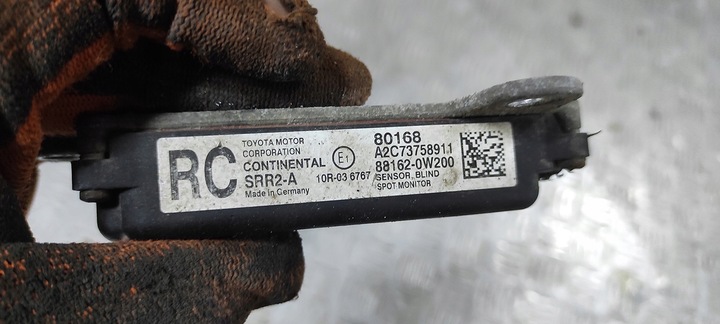 RC
TOYOTA MOTOR
CORPORATION
CONTINENTAL
SRR2-A
Made in Germany
E1
10R-03 6767
80168
A2C73758911
88162-0W200
SENSOR, BLIND
SPOT MONITOR